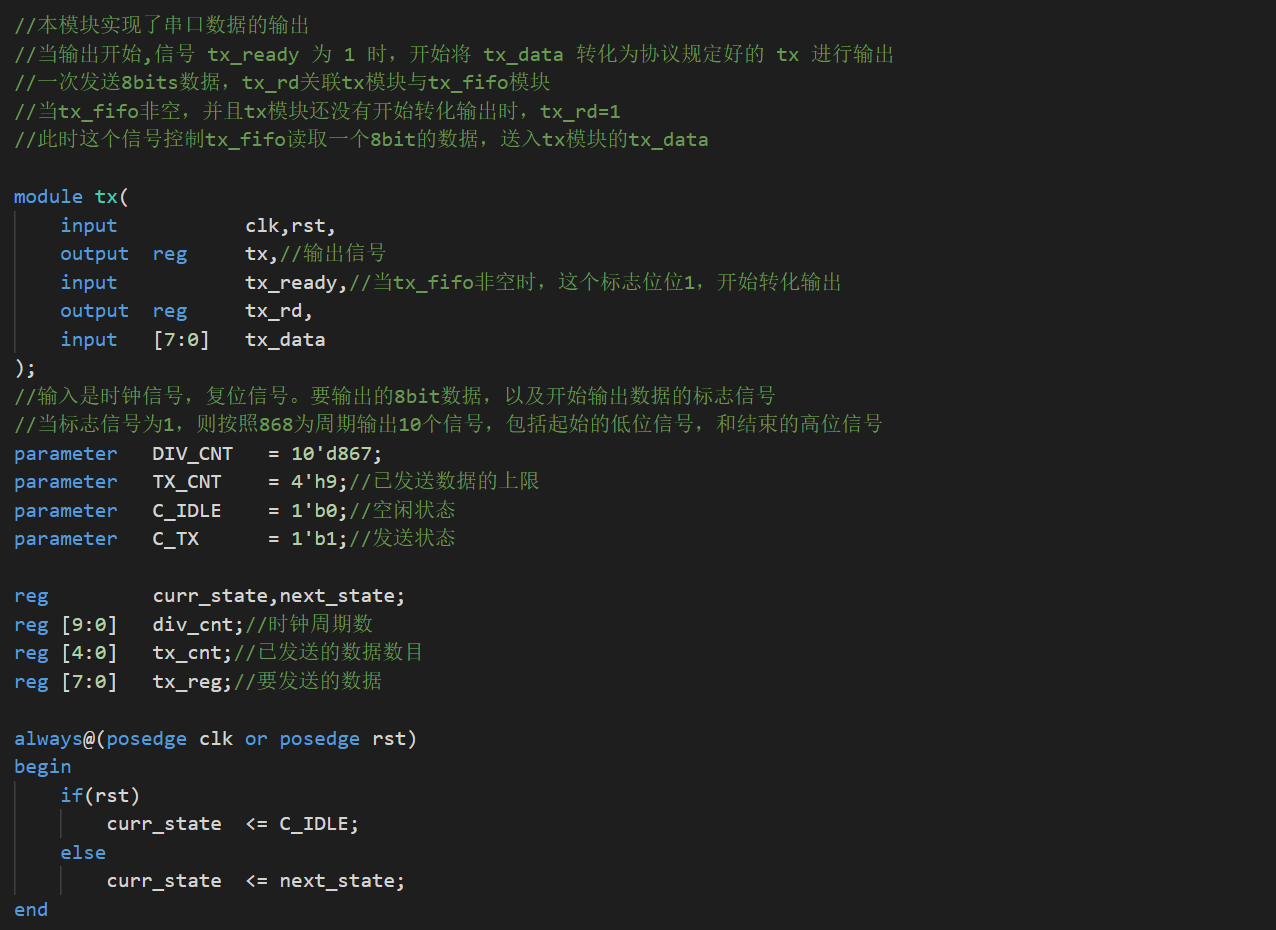 //本模块实现了串口数据的输出
//当输出开始,信号 tx_ready 为 1 时，开始将 tx_data 转化为协议规定好的 tx 进行输出
//一次发送8bits数据，tx_rd关联tx模块与tx_fifo模块
//当tx_fifo非空，并且tx模块还没有开始转化输出时，tx_rd=1
//此时这个信号控制tx_fifo读取一个8bit的数据，送入tx模块的tx_data
module tx(
    input           clk,rst,
    output  reg     tx,//输出信号
    input           tx_ready,//当tx_fifo非空时，这个标志位位1，开始转化输出
    output  reg     tx_rd,
    input   [7:0]   tx_data
);
//输入是时钟信号，复位信号。要输出的8bit数据，以及开始输出数据的标志信号
//当标志信号为1，则按照868为周期输出10个信号，包括起始的低位信号，和结束的高位信号
parameter   DIV_CNT   = 10'd867;
parameter   TX_CNT    = 4'h9;//已发送数据的上限
parameter   C_IDLE    = 1'b0;//空闲状态
parameter   C_TX      = 1'b1;//发送状态
reg         curr_state,next_state;
reg [9:0]   div_cnt;//时钟周期数
reg [4:0]   tx_cnt;//已发送的数据数目
reg [7:0]   tx_reg;//要发送的数据
always@(posedge clk or posedge rst)
begin
    if(rst)
        curr_state  <= C_IDLE;
    else
        curr_state  <= next_state;
end